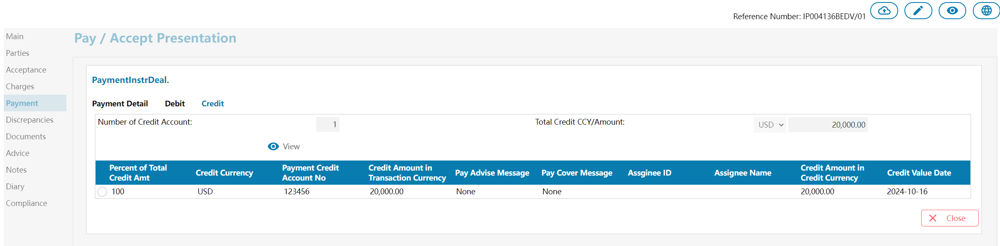 Reference Number: IP004136BEDV/01
Main
Parties
Acceptance
Charges
Payment
Discrepancies
Documents
Advice
Notes
Diary
Compliance
Pay / Accept Presentation
PaymentInstrDeal.
Payment Detail Debit Credit
Number of Credit Account: 1 Total Credit CCY/Amount: USD 20,000.00
View
Percent of Total Credit Amt Credit Currency Payment Credit Account No Credit Amount in Transaction Currency Pay Advise Message Pay Cover Message Assginee ID Assignee Name Credit Amount in Credit Currency Credit Value Date
100 USD 123456 20,000.00 None None 20,000.00 2024-10-16
Close